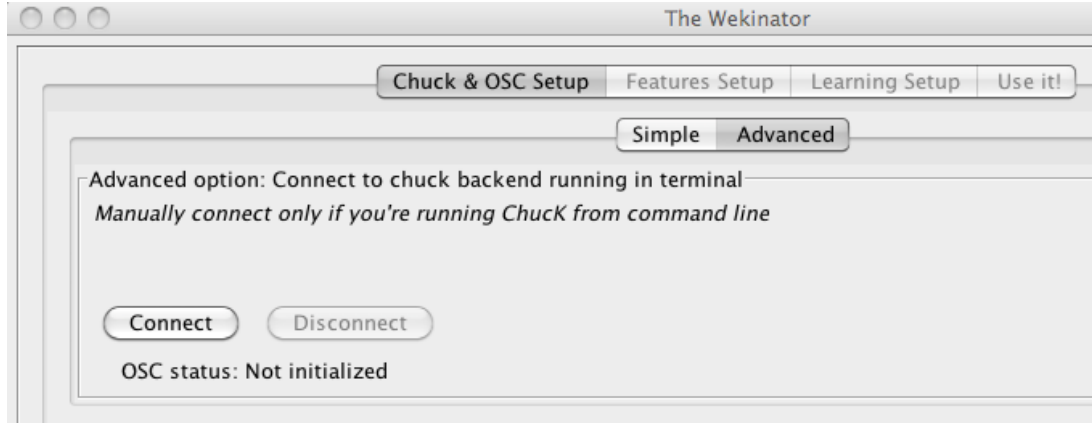 The Wekinator
Chuck & OSC Setup Features Setup Learning Setup Use it!
Simple Advanced
Advanced option: Connect to chuck backend running in terminal
Manually connect only if you're running ChucK from command line
Connect Disconnect
OSC status: Not initialized